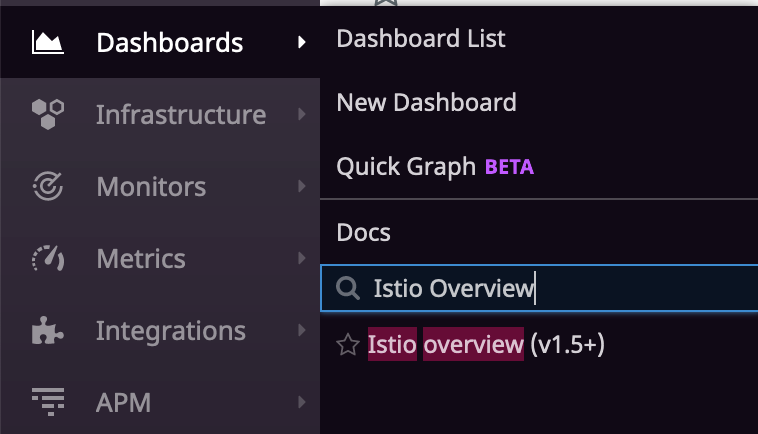 Dashboards
Infrastructure
Monitors
Metrics
Integrations
APM
Dashboard List
New Dashboard
Quick Graph BETA
Docs
Istio Overview
Istio overview (v1.5+)